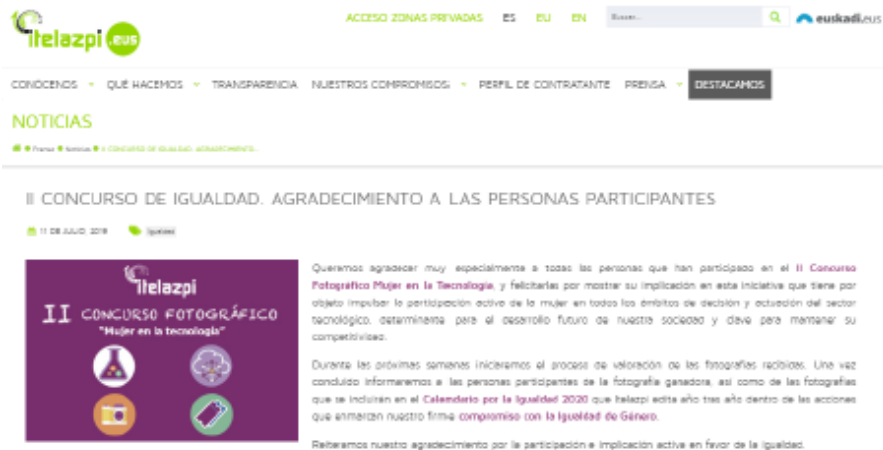 itelazpi.eus
ACCESO ZONAS PRIVADAS ES EU EN Buscar... euskadi.eus
CONÓCENOS QUÉ HACEMOS TRANSPARENCIA NUESTROS COMPROMISOS PERFIL DE CONTRATANTE PRENSA DESTACAMOS
NOTICIAS
Prensa Noticias II CONCURSO DE IGUALDAD. AGRADECIMIENTO...
II CONCURSO DE IGUALDAD. AGRADECIMIENTO A LAS PERSONAS PARTICIPANTES
11 DE JULIO, 2019 Igualdad
itelazpi
II CONCURSO FOTOGRÁFICO
"Mujer en la tecnología"
Queremos agradecer muy especialmente a todas las personas que han participado en el II Concurso
Fotográfico Mujer en la Tecnología, y felicitarlas por mostrar su implicación en esta iniciativa que tiene por
objeto impulsar la participación activa de la mujer en todos los ámbitos de decisión y actuación del sector
tecnológico, determinante para el desarrollo futuro de nuestra sociedad y clave para mantener su
competitividad.
Durante las próximas semanas iniciaremos el proceso de valoración de las fotografías recibidas. Una vez
concluido informaremos a las personas participantes de la fotografía ganadora, así como de las fotografías
que se incluirán en el Calendario por la Igualdad 2020 que Itelazpi edita año tras año dentro de las acciones
que enmarcan nuestro firme compromiso con la Igualdad de Género.
Reiteramos nuestro agradecimiento por la participación e implicación activa en favor de la igualdad.